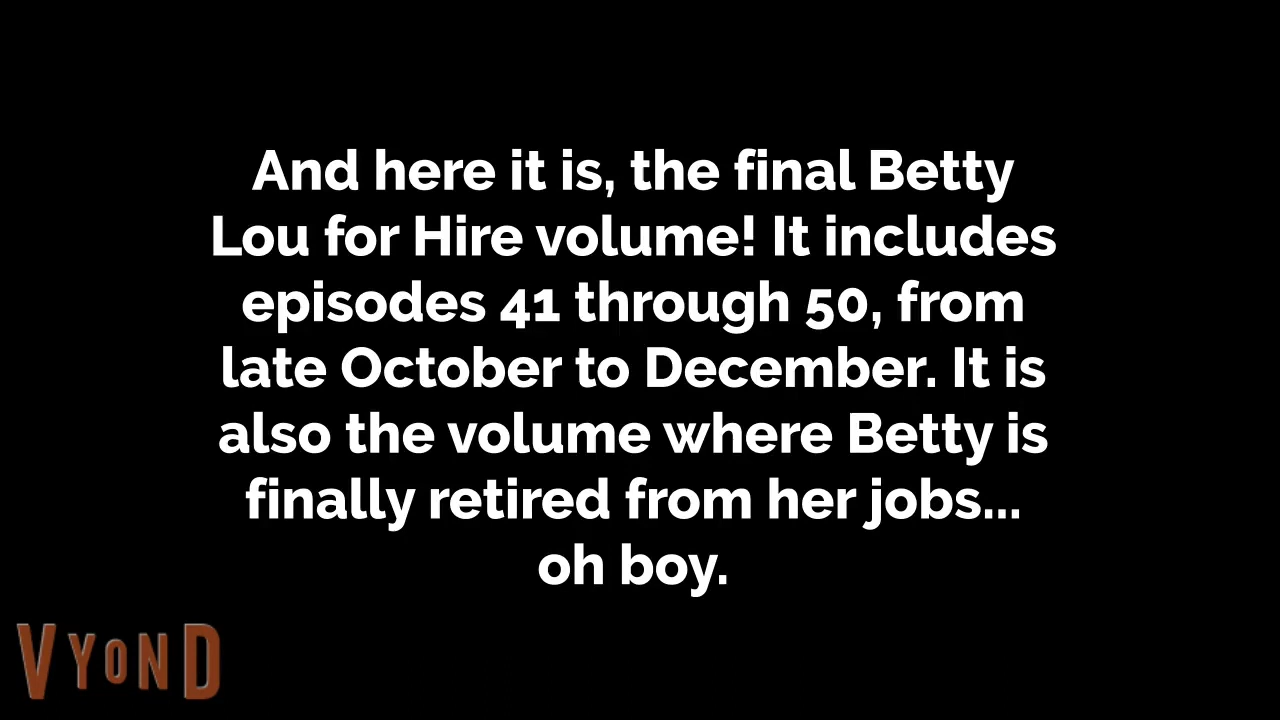 And here it is, the final Betty
Lou for Hire volume! It includes
episodes 41 through 50, from
late October to December. It is
also the volume where Betty is
finally retired from her jobs...
oh boy.
VYONd